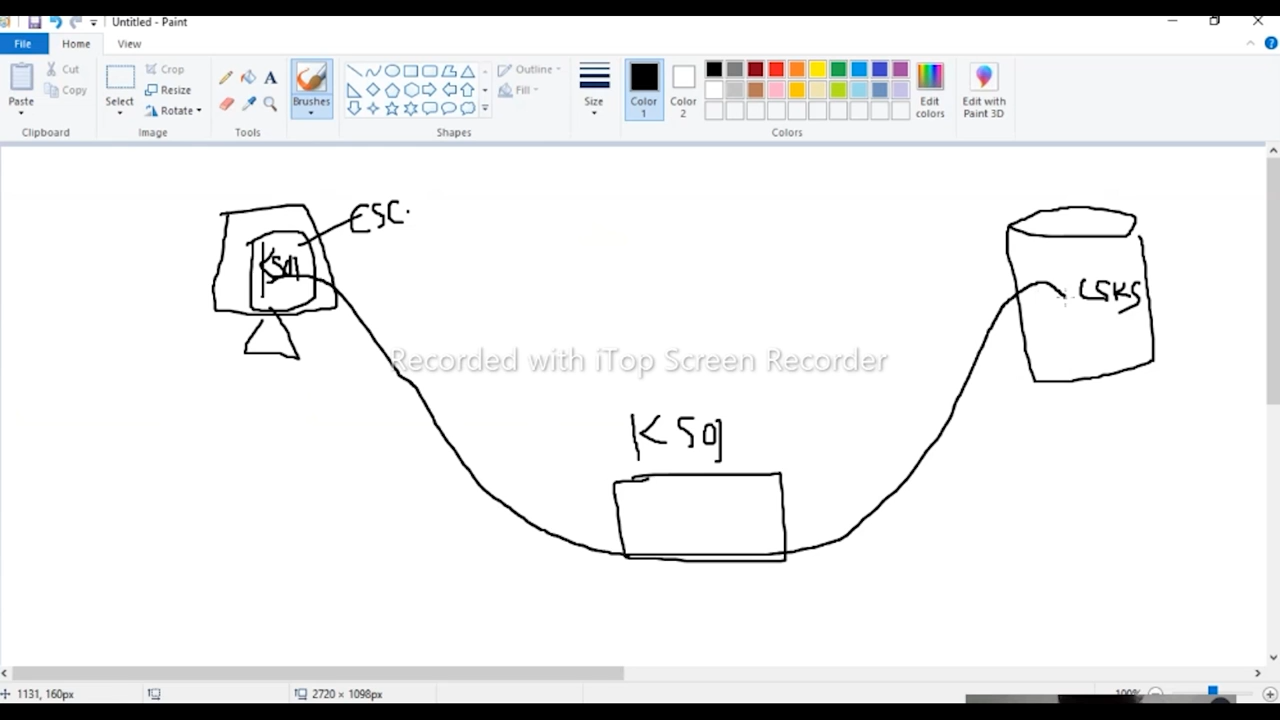 Untitled - Paint
File Home View
Paste Cut Copy Clipboard
Select Crop Resize Rotate Image
Tools
Brushes
Shapes Outline Fill
Size
Color 1 Color 2
Colors
Edit colors
Edit with Paint 3D
ESC.
CSKS
Recorded with iTop Screen Recorder
1131, 160px
2720 × 1098px
100%